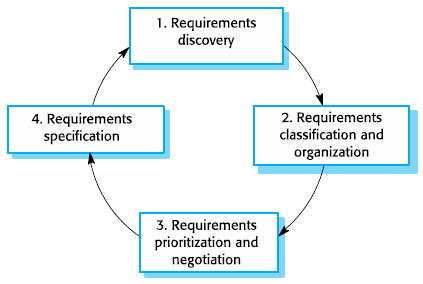 1. Requirements
discovery
2. Requirements
classification and
organization
3. Requirements
prioritization and
negotiation
4. Requirements
specification